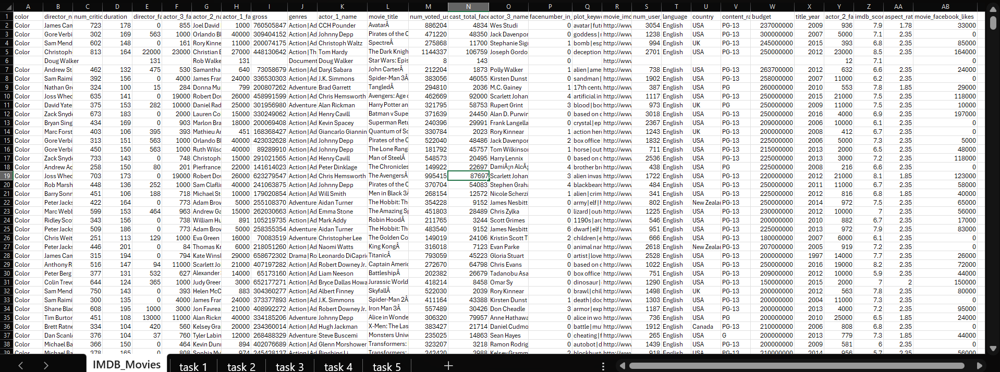 A B C D E F G H I J K L M N O P Q R S T U V W X Y Z AA AB
1 color director_n num_critic duration director_fa actor_3_fa actor_2_na actor_1_fa gross genres actor_1_name movie_title num_voted_us cast_total_face actor_3_name facenumber_in_ plot_keywo movie_imd num_user_ language country content_ra budget title_year actor_2_fa imdb_scor aspect_rat movie_facebook_likes
2 Color James Cam 723 178 0 855 Joel David 1000 760505847 Action|Ad CCH Pounder AvatarÂ 886204 4834 Wes Studi 0 avatar|futu http://www 3054 English USA PG-13 237000000 2009 936 7.9 1.78 33000
3 Color Gore Verbi 302 169 563 1000 Orlando Bl 40000 309404152 Action|Ad Johnny Depp Pirates of the C 471220 48350 Jack Davenpor 0 goddess|r http://www 1238 English USA PG-13 300000000 2007 5000 7.1 2.35 0
4 Color Sam Mend 602 148 0 161 Rory Kinne 11000 200074175 Action|Ad Christoph Waltz SpectreÂ 275868 11700 Stephanie Sig 1 bomb|esp http://www 994 English UK PG-13 245000000 2015 393 6.8 2.35 85000
5 Color Christoph 813 164 22000 23000 Christian B 27000 448130642 Action|Th Tom Hardy The Dark Knigh 1144337 106759 Joseph Gordo 0 deception http://www 2701 English USA PG-13 250000000 2012 23000 8.5 2.35 164000
6 Doug Walker 131 Rob Walke 131 Document Doug Walker Star Wars: Epis 8 143 0 http://www 12 7.1 0
7 Color Andrew St 462 132 475 530 Samantha 640 73058679 Action|Ad Daryl Sabara John CarterÂ 212204 1873 Polly Walker 1 alien|ame http://www 738 English USA PG-13 263700000 2012 632 6.6 2.35 24000
8 Color Sam Raimi 392 156 0 4000 James Fran 24000 336530303 Action|Ad J.K. Simmons Spider-Man 3Â 383056 46055 Kirsten Dunst 0 sandman| http://www 1902 English USA PG-13 258000000 2007 11000 6.2 2.35 0
9 Color Nathan Gr 324 100 15 284 Donna Mu 799 200807262 Adventure Brad Garrett TangledÂ 294810 2036 M.C. Gainey 1 17th centu http://www 387 English USA PG 260000000 2010 553 7.8 1.85 29000
10 Color Joss Whed 635 141 0 19000 Robert Dov 26000 458991599 Action|Ad Chris Hemsworth Avengers: Age o 462669 92000 Scarlett Johan 4 artificial in http://www 1117 English USA PG-13 250000000 2015 21000 7.5 2.35 118000
11 Color David Yate 375 153 282 10000 Daniel Rad 25000 301956980 Adventure Alan Rickman Harry Potter an 321795 58753 Rupert Grint 3 blood|boo http://www 973 English UK PG 250000000 2009 11000 7.5 2.35 10000
12 Color Zack Snyde 673 183 0 2000 Lauren Co 15000 330249062 Action|Ad Henry Cavill Batman v Supe 371639 24450 Alan D. Purwin 0 based on c http://www 3018 English USA PG-13 250000000 2016 4000 6.9 2.35 197000
13 Color Bryan Sing 434 169 0 903 Marlon Bra 18000 200069408 Action|Ad Kevin Spacey Superman Retu 240396 29991 Frank Langella 0 crystal|ep http://www 2367 English USA PG-13 209000000 2006 10000 6.1 2.35 0
14 Color Marc Forst 403 106 395 393 Mathieu Ar 451 168368427 Action|Ad Giancarlo Giannin Quantum of Sc 330784 2023 Rory Kinnear 1 action her http://www 1243 English UK PG-13 200000000 2008 412 6.7 2.35 0
15 Color Gore Verbi 313 151 563 1000 Orlando Bl 40000 423032628 Action|Ad Johnny Depp Pirates of the C 522040 48486 Jack Davenpor 2 box office http://www 1832 English USA PG-13 225000000 2006 5000 7.3 2.35 5000
16 Color Gore Verbi 450 150 563 1000 Ruth Wilsc 40000 89289910 Action|Ad Johnny Depp The Lone Rang 181792 45757 Tom Wilkinsor 1 horse|out http://www 711 English USA PG-13 215000000 2013 2000 6.5 2.35 48000
17 Color Zack Snyde 733 143 0 748 Christoph 15000 291021565 Action|Ad Henry Cavill Man of SteelÂ 548573 20495 Harry Lennix 0 based on c http://www 2536 English USA PG-13 225000000 2013 3000 7.2 2.35 118000
18 Color Andrew Ad 258 150 80 201 Pierfrance 22000 141614023 Action|Ad Peter Dinklage The Chronicles 149922 22697 DamiÃ¡n AlcÃ¡ 4 brother br http://www 438 English USA PG 225000000 2008 216 6.6 2.35 0
19 Color Joss Whed 703 173 0 19000 Robert Dov 26000 623279547 Action|Ad Chris Hemsworth The AvengersÂ 995415 87697 Scarlett Johan 3 alien invas http://www 1722 English USA PG-13 220000000 2012 21000 8.1 1.85 123000
20 Color Rob Marsh 448 136 252 1000 Sam Claflin 40000 241063875 Action|Ad Johnny Depp Pirates of the C 370704 54083 Stephen Grah 4 blackbear http://www 484 English USA PG-13 250000000 2011 11000 6.7 2.35 58000
21 Color Barry Sonn 451 106 188 718 Michael St 10000 179020854 Action|Ad Will Smith Men in Black 3Â 268154 12572 Nicole Scherzi 1 alien|crim http://www 341 English USA PG-13 225000000 2012 816 6.8 1.85 40000
22 Color Peter Jacks 422 164 0 773 Adam Brow 5000 255108370 Adventure Aidan Turner The Hobbit: Th 354228 9152 James Nesbitt 0 army|elf|h http://www 802 English New Zealar PG-13 250000000 2014 972 7.5 2.35 65000
23 Color Marc Webb 599 153 464 963 Andrew Ga 15000 262030663 Action|Ad Emma Stone The Amazing Sp 451803 28489 Chris Zylka 0 lizard|outc http://www 1225 English USA PG-13 230000000 2012 10000 7 2.35 56000
24 Color Ridley Scot 343 156 0 738 William Hu 891 105219735 Action|Ad Mark Addy Robin HoodÂ 211765 3244 Scott Grimes 0 1190s|arc http://www 546 English USA PG-13 200000000 2010 882 6.7 2.35 17000
25 Color Peter Jacks 509 186 0 773 Adam Brow 5000 258355354 Adventure Aidan Turner The Hobbit: Th 483540 9152 James Nesbitt 6 dwarf|elf| http://www 951 English USA PG-13 225000000 2013 972 7.9 2.35 83000
26 Color Chris Weit 251 113 129 1000 Eva Green 16000 70083519 Adventure Christopher Lee The Golden Co 149019 24106 Kristin Scott T 2 children|e http://www 666 English USA PG-13 180000000 2007 6000 6.1 2.35 0
27 Color Peter Jacks 446 201 0 84 Thomas Kr 6000 218051260 Action|Ad Naomi Watts King KongÂ 316018 7123 Evan Parke 0 animal nar http://www 2618 English New Zealar PG-13 207000000 2005 919 7.2 2.35 0
28 Color James Cam 315 194 0 794 Kate Winsl 29000 658672302 Drama|Ro Leonardo DiCapric TitanicÂ 793059 45223 Gloria Stuart 0 artist|love http://www 2528 English USA PG-13 200000000 1997 14000 7.7 2.35 26000
29 Color Anthony R 516 147 94 11000 Scarlett Jo 21000 407197282 Action|Ad Robert Downey Jr. Captain Americ 272670 64798 Chris Evans 0 based on c http://www 1022 English USA PG-13 250000000 2016 19000 8.2 2.35 72000
30 Color Peter Berg 377 131 532 627 Alexander 14000 65173160 Action|Ad Liam Neeson BattleshipÂ 202382 26679 Tadanobu Asa 0 box office http://www 751 English USA PG-13 209000000 2012 10000 5.9 2.35 44000
31 Color Colin Trevo 644 124 365 1000 Judy Greer 3000 652177271 Action|Ad Bryce Dallas Howa Jurassic World 418214 8458 Omar Sy 0 dinosaur| http://www 1290 English USA PG-13 150000000 2015 2000 7 2 150000
32 Color Sam Mend 750 143 0 393 Helen McC 883 304360277 Action|Ad Albert Finney SkyfallÂ 522030 2039 Rory Kinnear 0 brawl|chil http://www 1498 English UK PG-13 200000000 2012 563 7.8 2.35 80000
33 Color Sam Raimi 300 135 0 4000 James Fran 24000 373377893 Action|Ad J.K. Simmons Spider-Man 2Â 411164 43388 Kirsten Dunst 1 death|doc http://www 1303 English USA PG-13 200000000 2004 11000 7.3 2.35 0
34 Color Shane Blac 608 195 1000 3000 Jon Favrea 21000 408992272 Action|Ad Robert Downey Jr. Iron Man 3Â 557489 30426 Don Cheadle 3 armor|exp http://www 1187 English USA PG-13 200000000 2013 4000 7.2 2.35 95000
35 Color Tim Burton 451 108 13000 11000 Alan Rickm 40000 334185206 Adventure Johnny Depp Alice in Wonde 306320 79957 Anne Hathawa 0 alice in wo http://www 736 English USA PG 200000000 2010 25000 6.5 1.85 24000
36 Color Brett Ratne 334 104 420 560 Kelsey Gra 20000 234360014 Action|Ad Hugh Jackman X-Men: The Las 383427 21714 Daniel Cudmo 0 battle|mut http://www 1912 English Canada PG-13 210000000 2006 808 6.8 2.35 0
37 Color Dan Scanlo 376 104 37 760 Tyler Labin 12000 268488329 Adventure Steve Buscemi Monsters Unive 235025 14863 Sean Hayes 0 cheating|f http://www 265 English USA G 200000000 2013 779 7.3 1.85 44000
38 Color Michael Ba 366 150 0 464 Kevin Dunn 894 402076689 Action|Ad Glenn Morshower Transformers: 323207 3218 Ramon Rodrig 0 autobot|d http://www 1439 English USA PG-13 200000000 2009 581 6 2.35 0
39 Color Michael Ba 378 165 0 808 Sophia My 974 245428137 Action|Ad Bingbing Li Transformers: 242420 3988 Kelsey Gramm 2 blockbust http://www 918 English USA PG-13 210000000 2014 956 5.7 2.35 56000
IMDB_Movies task 1 task 2 task 3 task 4 task 5